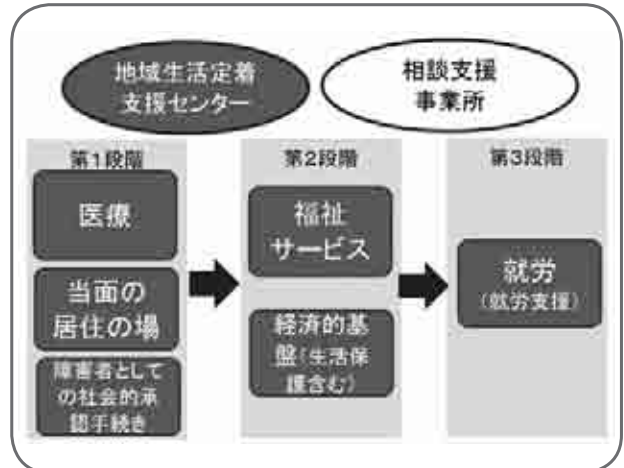 地域生活定着
支援センター
相談支援
事業所
第1段階
医療
当面の
居住の場
障害者として
の社会的承
認手続き
第2段階
福祉
サービス
経済的基
盤(生活保
護含む)
第3段階
就労
(就労支援)